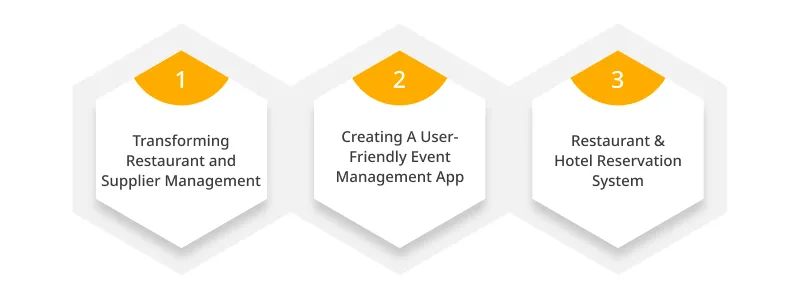 1
Transforming
Restaurant and
Supplier Management
2
Creating A User-
Friendly Event
Management App
3
Restaurant &
Hotel Reservation
System